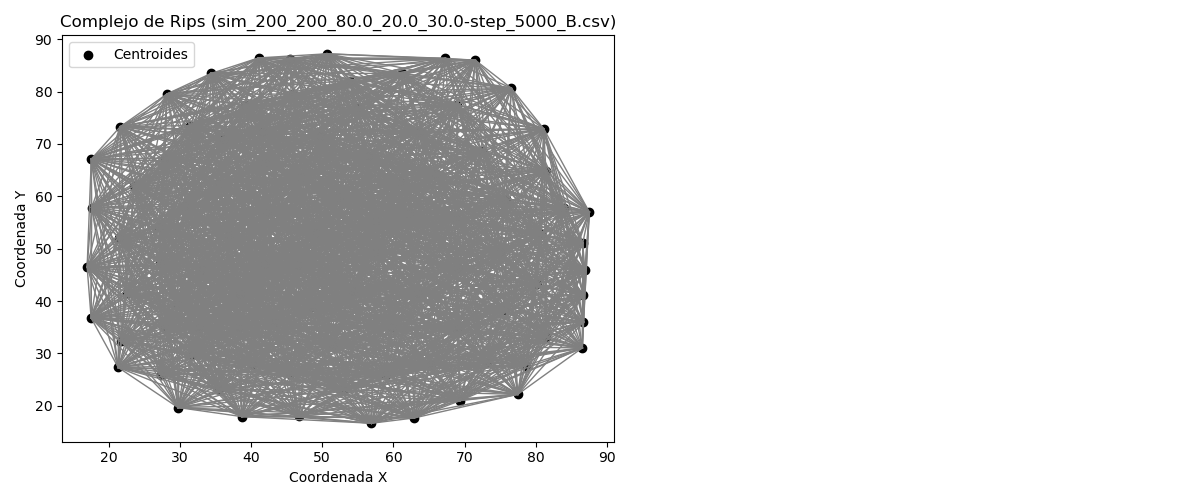 Complejo de Rips (sim_200_200_80.0_20.0_30.0-step_5000_B.csv)
Centroides
Coordenada Y
90
80
70
60
50
40
30
20
20 30 40 50 60 70 80 90
Coordenada X